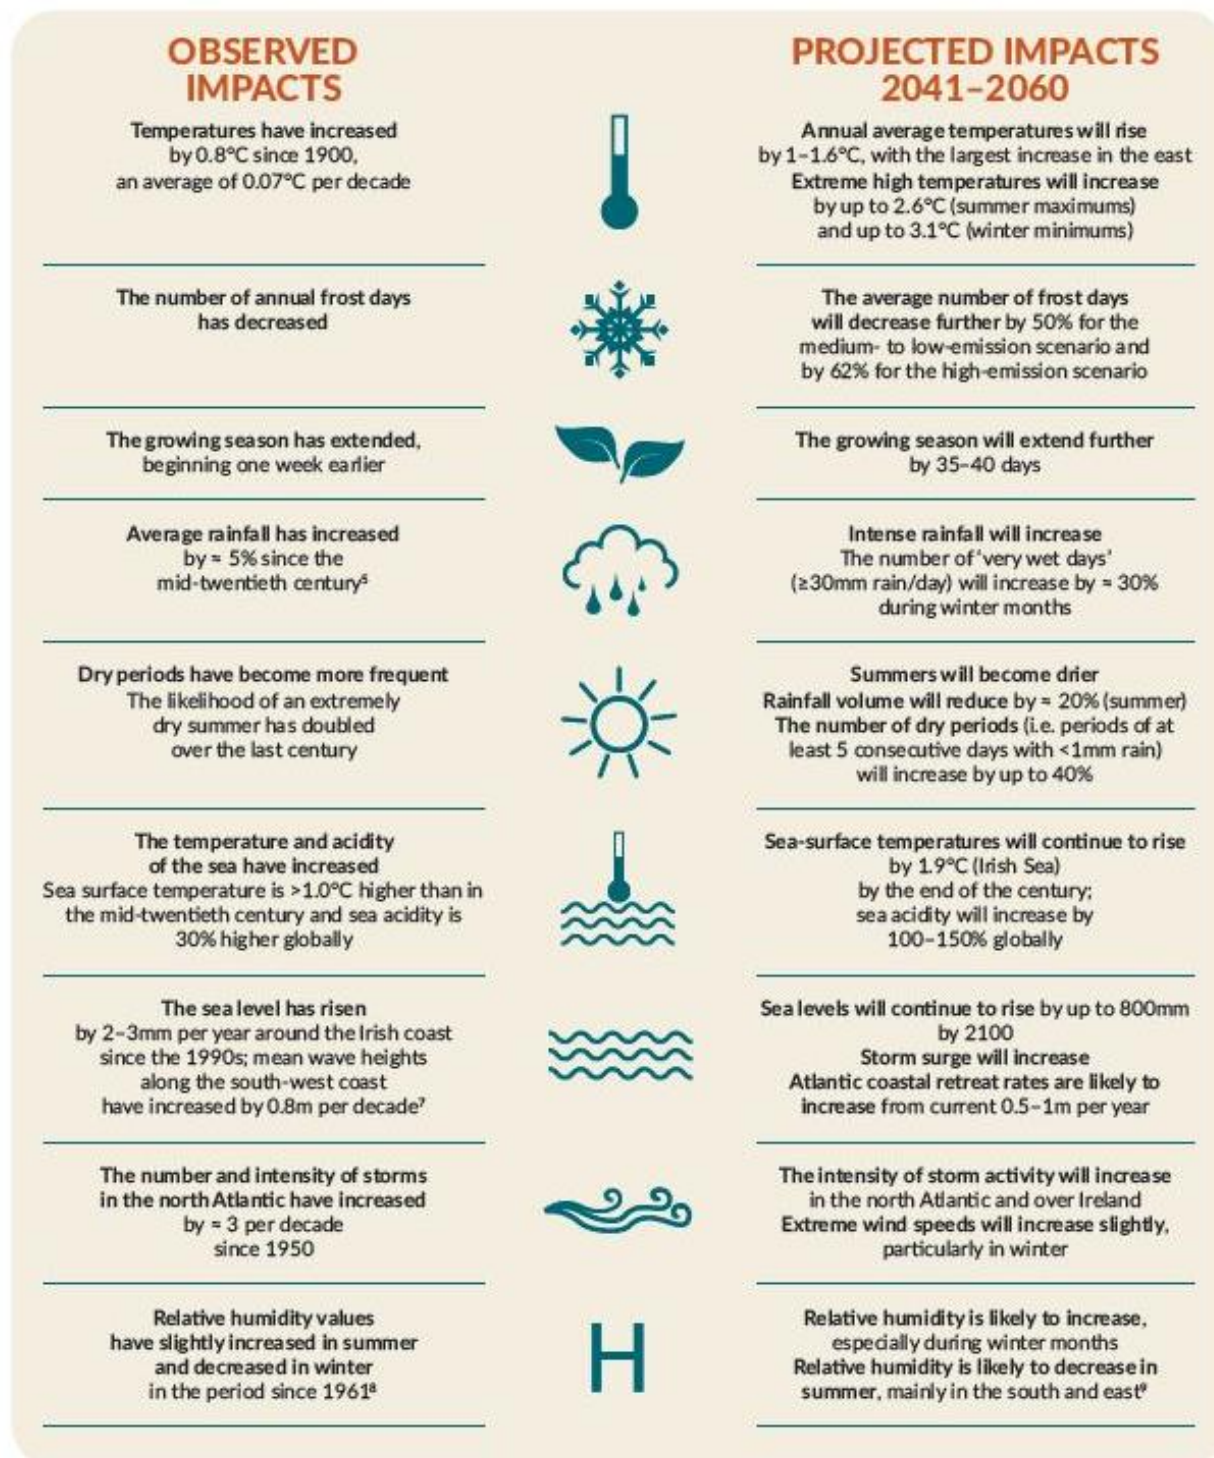 OBSERVED
IMPACTS
Temperatures have increased
by 0.8°C since 1900,
an average of 0.07°C per decade
The number of annual frost days
has decreased
The growing season has extended,
beginning one week earlier
Average rainfall has increased
by ≈ 5% since the
mid-twentieth century⁶
Dry periods have become more frequent
The likelihood of an extremely
dry summer has doubled
over the last century
The temperature and acidity
of the sea have increased
Sea surface temperature is >1.0°C higher than in
the mid-twentieth century and sea acidity is
30% higher globally
The sea level has risen
by 2–3mm per year around the Irish coast
since the 1990s; mean wave heights
along the south-west coast
have increased by 0.8m per decade⁷
The number and intensity of storms
in the north Atlantic have increased
by ≈ 3 per decade
since 1950
Relative humidity values
have slightly increased in summer
and decreased in winter
in the period since 1961⁸
H
PROJECTED IMPACTS
2041–2060
Annual average temperatures will rise
by 1–1.6°C, with the largest increase in the east
Extreme high temperatures will increase
by up to 2.6°C (summer maximums)
and up to 3.1°C (winter minimums)
The average number of frost days
will decrease further by 50% for the
medium- to low-emission scenario and
by 62% for the high-emission scenario
The growing season will extend further
by 35–40 days
Intense rainfall will increase
The number of 'very wet days'
(≥30mm rain/day) will increase by ≈ 30%
during winter months
Summers will become drier
Rainfall volume will reduce by ≈ 20% (summer)
The number of dry periods (i.e. periods of at
least 5 consecutive days with <1mm rain)
will increase by up to 40%
Sea-surface temperatures will continue to rise
by 1.9°C (Irish Sea)
by the end of the century;
sea acidity will increase by
100–150% globally
Sea levels will continue to rise by up to 800mm
by 2100
Storm surge will increase
Atlantic coastal retreat rates are likely to
increase from current 0.5–1m per year
The intensity of storm activity will increase
in the north Atlantic and over Ireland
Extreme wind speeds will increase slightly,
particularly in winter
Relative humidity is likely to increase,
especially during winter months
Relative humidity is likely to decrease in
summer, mainly in the south and east⁹